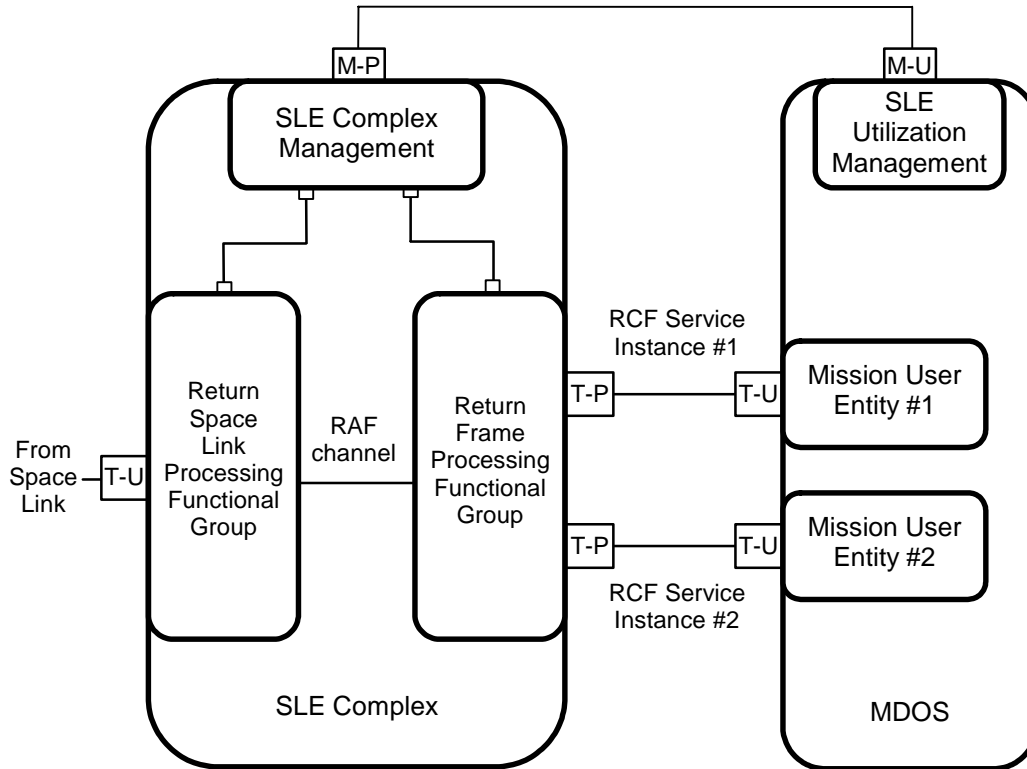 M-P
M-U
SLE Complex
Management
SLE
Utilization
Management
RCF Service
Instance #1
Return
Space
Link
Processing
Functional
Group
RAF
channel
Return
Frame
Processing
Functional
Group
T-P
T-U
Mission User
Entity #1
From
Space
Link
T-U
T-P
T-U
Mission User
Entity #2
RCF Service
Instance #2
SLE Complex
MDOS